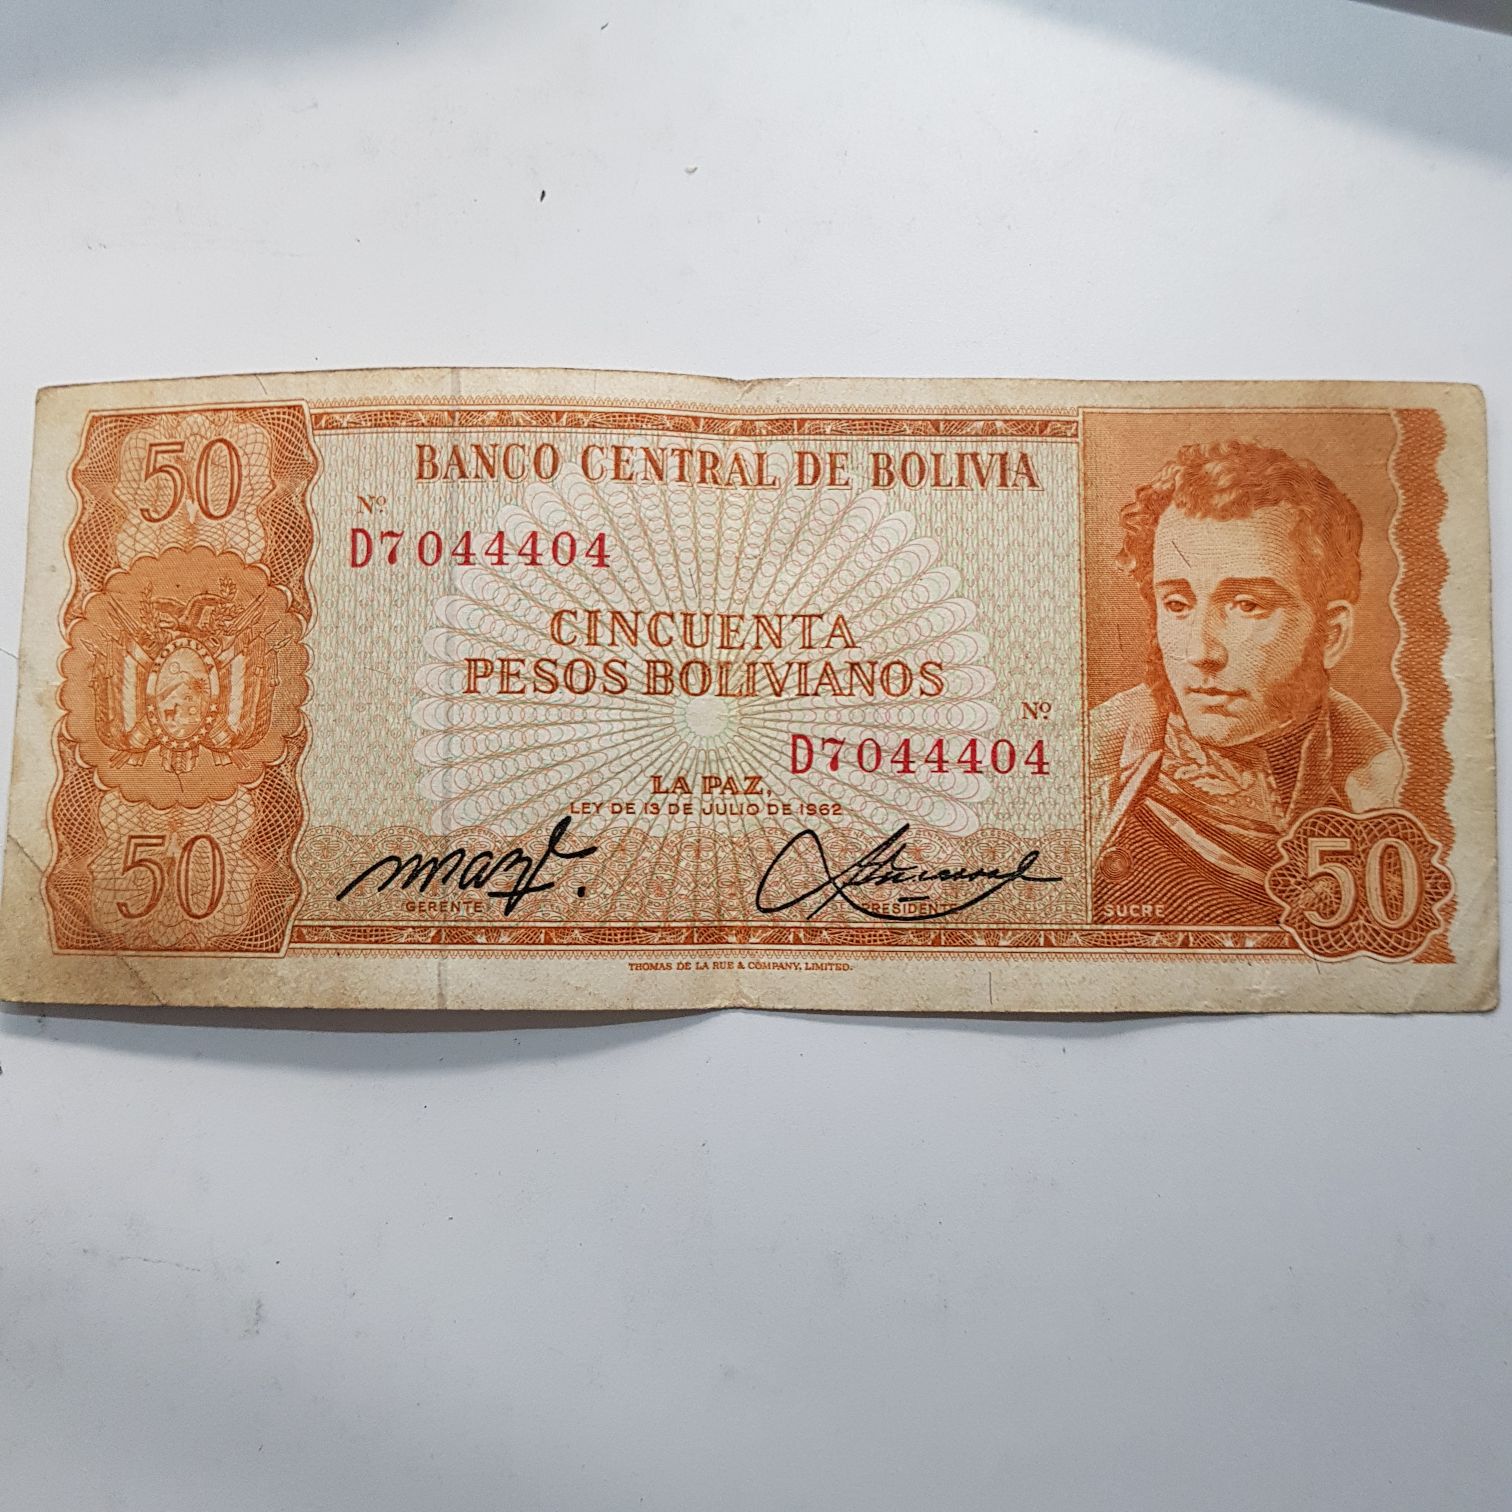 50
BANCO CENTRAL DE BOLIVIA
Nº
D7044404
CINCUENTA
PESOS BOLIVIANOS
Nº
D7044404
LA PAZ,
LEY DE 13 DE JULIO DE 1962
BOLIVIA
50
GERENTE
PRESIDENTE
SUCRE
50
THOMAS DE LA RUE & COMPANY, LIMITED.